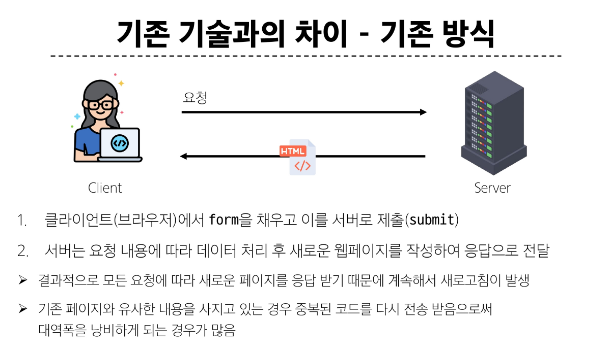 기존 기술과의 차이 - 기존 방식
요청
HTML
</>
</>
Client
Server
1. 클라이언트(브라우저)에서 form을 채우고 이를 서버로 제출(submit)
2. 서버는 요청 내용에 따라 데이터 처리 후 새로운 웹페이지를 작성하여 응답으로 전달
➢ 결과적으로 모든 요청에 따라 새로운 페이지를 응답 받기 때문에 계속해서 새로고침이 발생
➢ 기존 페이지와 유사한 내용을 사지고 있는 경우 중복된 코드를 다시 전송 받음으로써
대역폭을 낭비하게 되는 경우가 많음